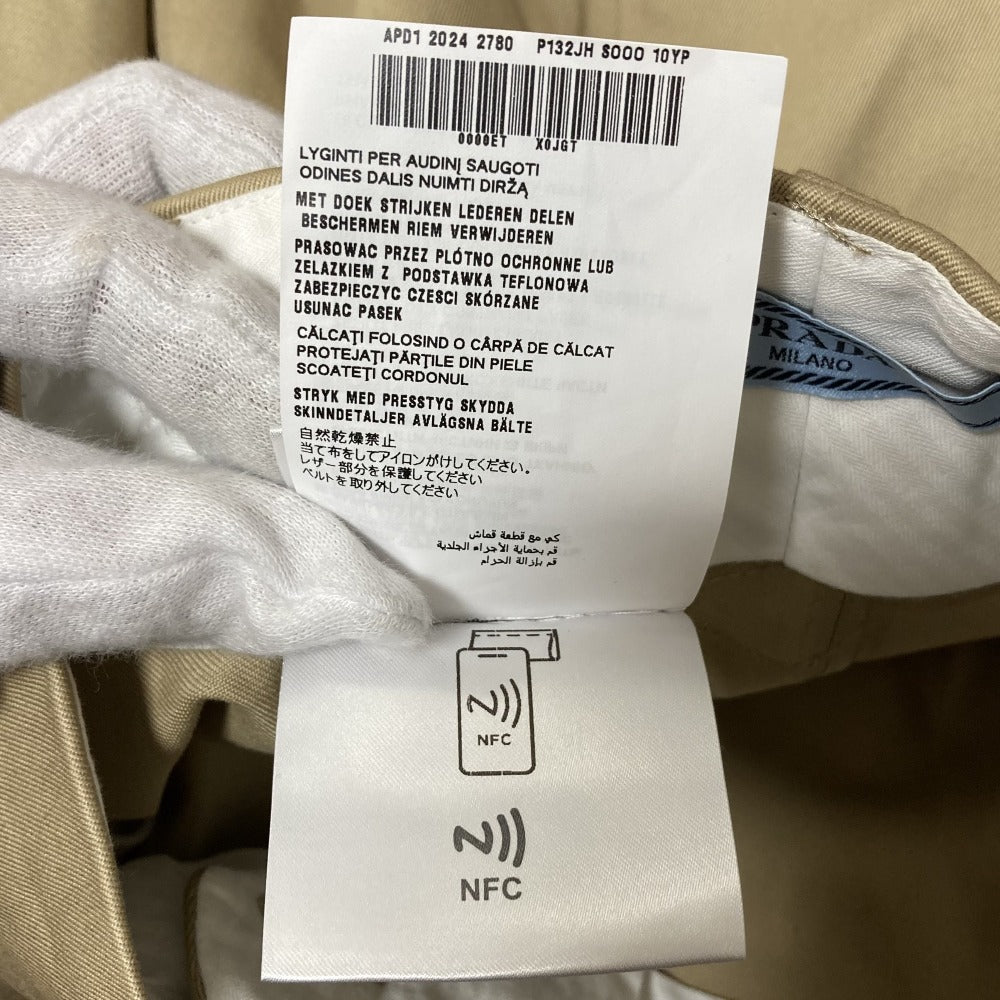 APD1 2024 2780 P132JH SOOO 10YP
0000ET X0JGT
LYGINTI PER AUDINĮ SAUGOTI
ODINES DALIS NUIMTI DIRŽĄ
MET DOEK STRIJKEN LEDEREN DELEN
BESCHERMEN RIEM VERWIJDEREN
PRASOWAC PRZEZ PLÓTNO OCHRONNE LUB
ZELAZKIEM Z PODSTAWKA TEFLONOWA
ZABEZPIECZYC CZESCI SKÓRZANE
USUNAC PASEK
CĂLCAŢI FOLOSIND O CÂRPĂ DE CĂLCAT
PROTEJAŢI PĂRŢILE DIN PIELE
SCOATEŢI CORDONUL
STRYK MED PRESSTYG SKYDDA
SKINNDETALJER AVLÄGSNA BÄLTE
自然乾燥禁止
当て布をしてアイロンがけしてください。
レザー部分を保護してください
ベルトを取り外してください
كي مع قطعة قماش
قم بحماية الأجراء الجلدية
قم بإزالة الحرام
PRADA
MILANO
NFC
NFC